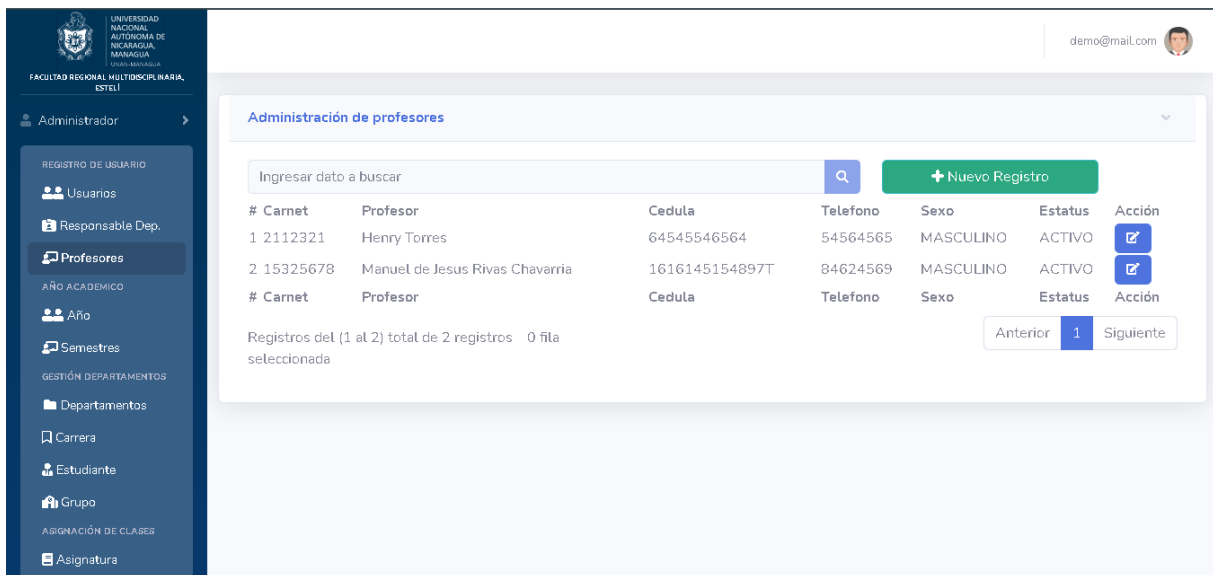 UNIVERSIDAD
NACIONAL
AUTÓNOMA DE
NICARAGUA,
MANAGUA
UNAN-MANAGUA
FACULTAD REGIONAL MULTIDISCIPLINARIA,
ESTELÍ
Administrador
REGISTRO DE USUARIO
Usuarios
Responsable Dep.
Profesores
AÑO ACADEMICO
Año
Semestres
GESTIÓN DEPARTAMENTOS
Departamentos
Carrera
Estudiante
Grupo
ASIGNACIÓN DE CLASES
Asignatura
demo@mail.com
Administración de profesores
Ingresar dato a buscar
Nuevo Registro
# Carnet Profesor Cedula Telefono Sexo Estatus Acción
1 2112321 Henry Torres 64545546564 54564565 MASCULINO ACTIVO
2 15325678 Manuel de Jesus Rivas Chavarria 1616145154897T 84624569 MASCULINO ACTIVO
# Carnet Profesor Cedula Telefono Sexo Estatus Acción
Registros del (1 al 2) total de 2 registros 0 fila
seleccionada
Anterior 1 Siguiente